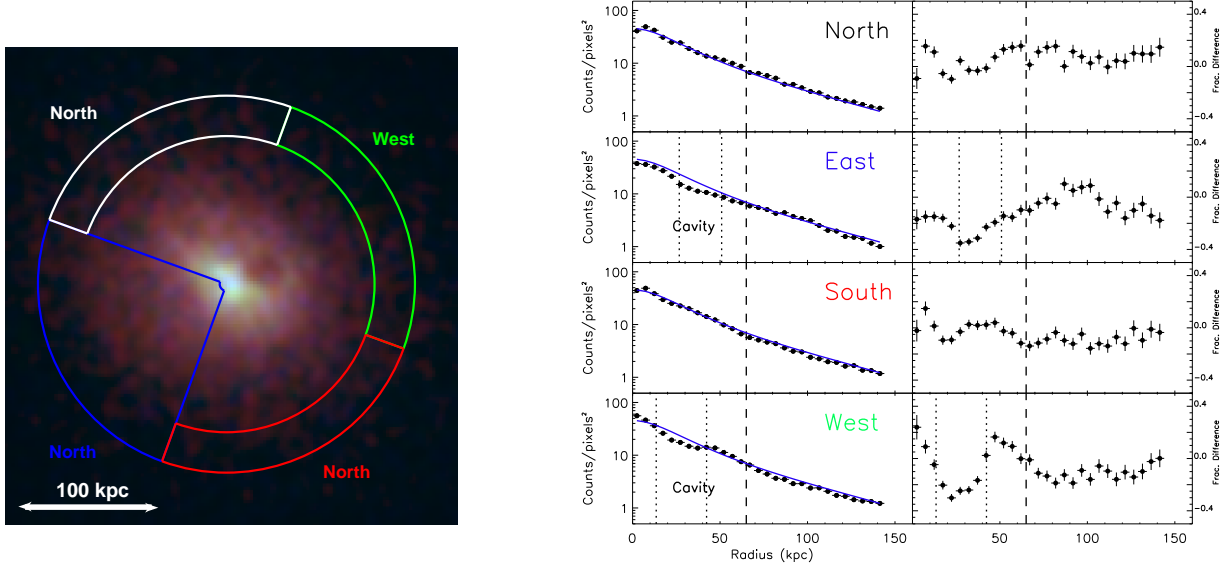 North
West
North
North
100 kpc
North
East
Cavity
South
West
Cavity
Counts/pixels²
Counts/pixels²
Counts/pixels²
Counts/pixels²
100
10
1
100
10
1
100
10
1
100
10
1
0 50 100 150
Radius (kpc)
0.4
0.0
−0.4
Frac. Difference
0.4
0.0
−0.4
Frac. Difference
0.4
0.0
−0.4
Frac. Difference
0.4
0.0
−0.4
Frac. Difference
50 100 150